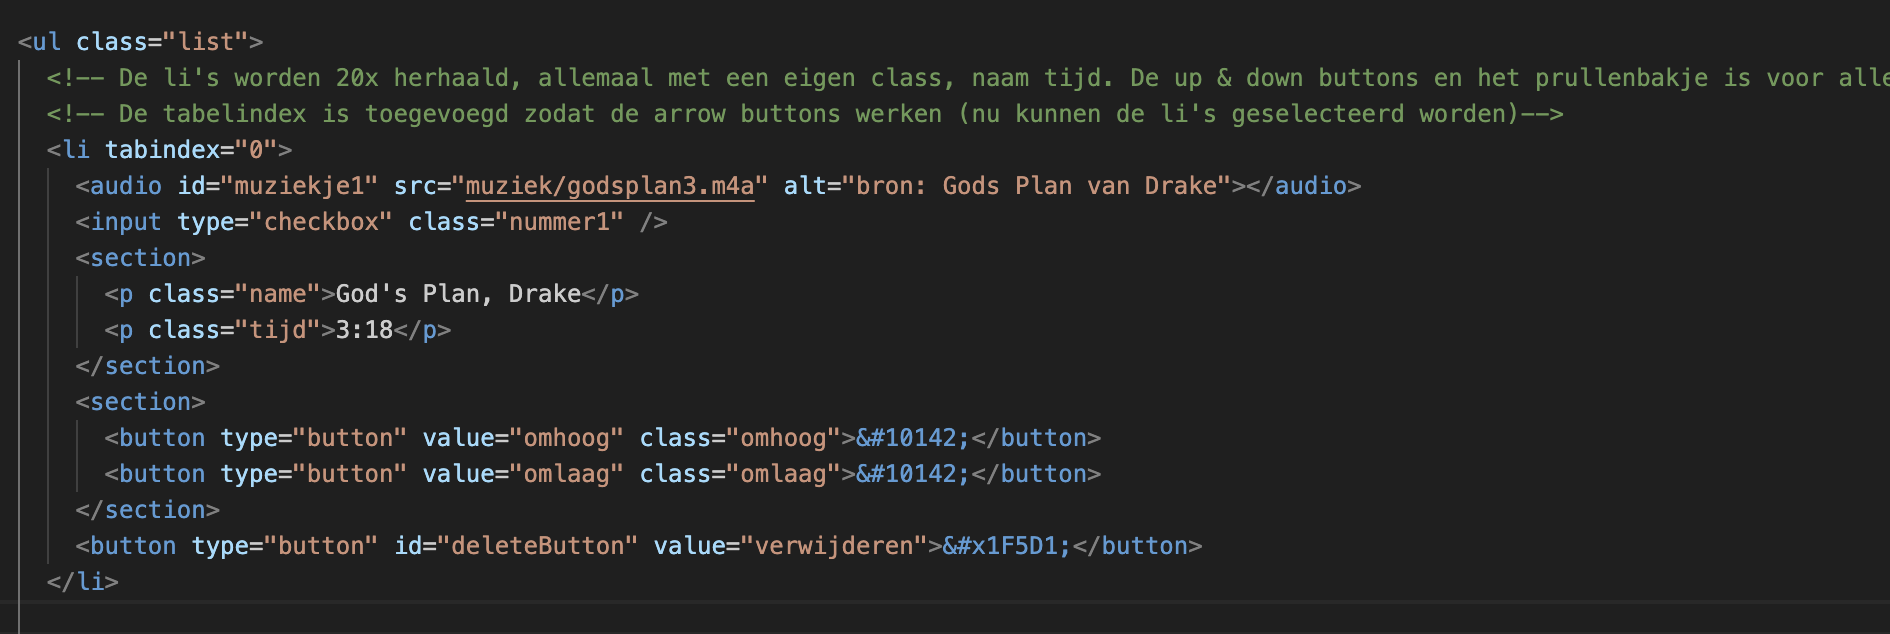 <ul class="list">
<!-- De li's worden 20x herhaald, allemaal met een eigen class, naam tijd. De up & down buttons en het prullenbakje is voor
<!-- De tabelindex is toegevoegd zodat de arrow buttons werken (nu kunnen de li's geselecteerd worden)-->
<li tabindex="0">
<audio id="muziekje1" src="muziek/godsplan3.m4a" alt="bron: Gods Plan van Drake"></audio>
<input type="checkbox" class="nummer1" />
<section>
<p class="name">God's Plan, Drake</p>
<p class="tijd">3:18</p>
</section>
<section>
<button type="button" value="omhoog" class="omhoog">&#10142;</button>
<button type="button" value="omlaag" class="omlaag">&#10142;</button>
</section>
<button type="button" id="deleteButton" value="verwijderen">&#x1F5D1;</button>
</li>